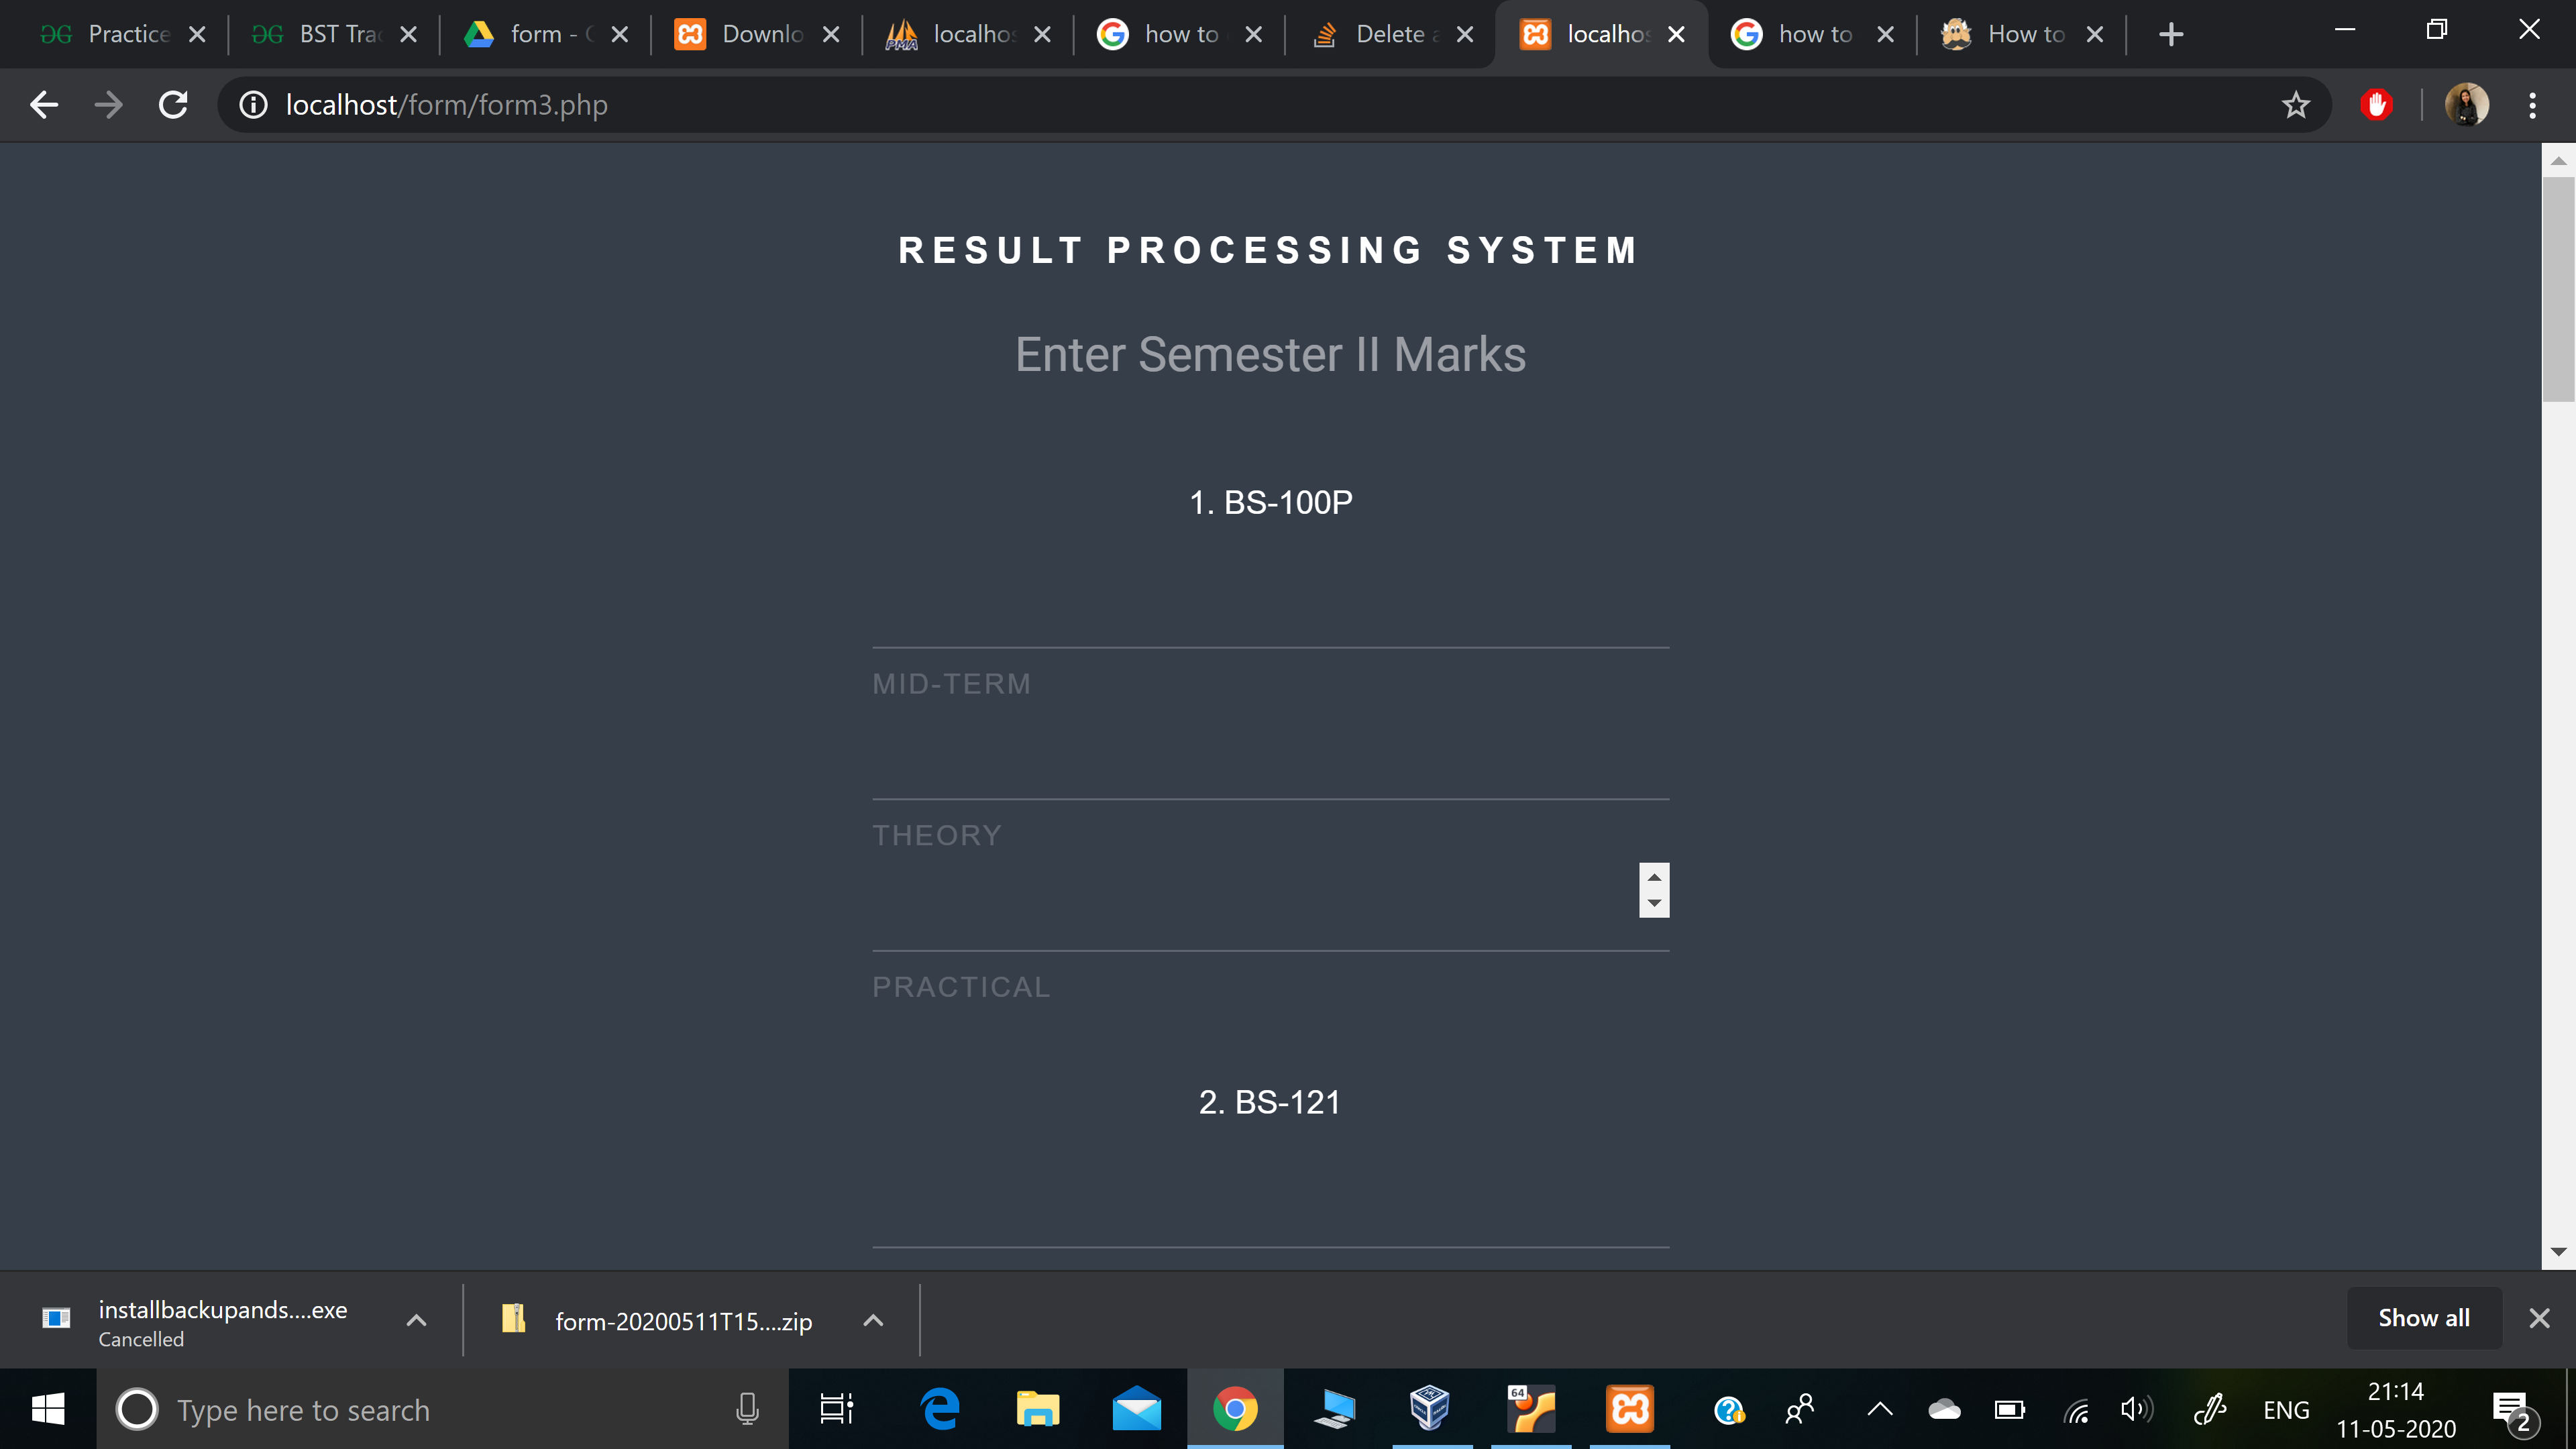 Practice
BST Tra
form - 
Downlo
localhos
how to
Delete a
localhos
how to
How to
localhost/form/form3.php
RESULT PROCESSING SYSTEM
Enter Semester II Marks
1. BS-100P
MID-TERM
THEORY
PRACTICAL
2. BS-121
installbackupands....exe
Cancelled
form-20200511T15....zip
Show all
Type here to search
64
ENG
21:14
11-05-2020
2